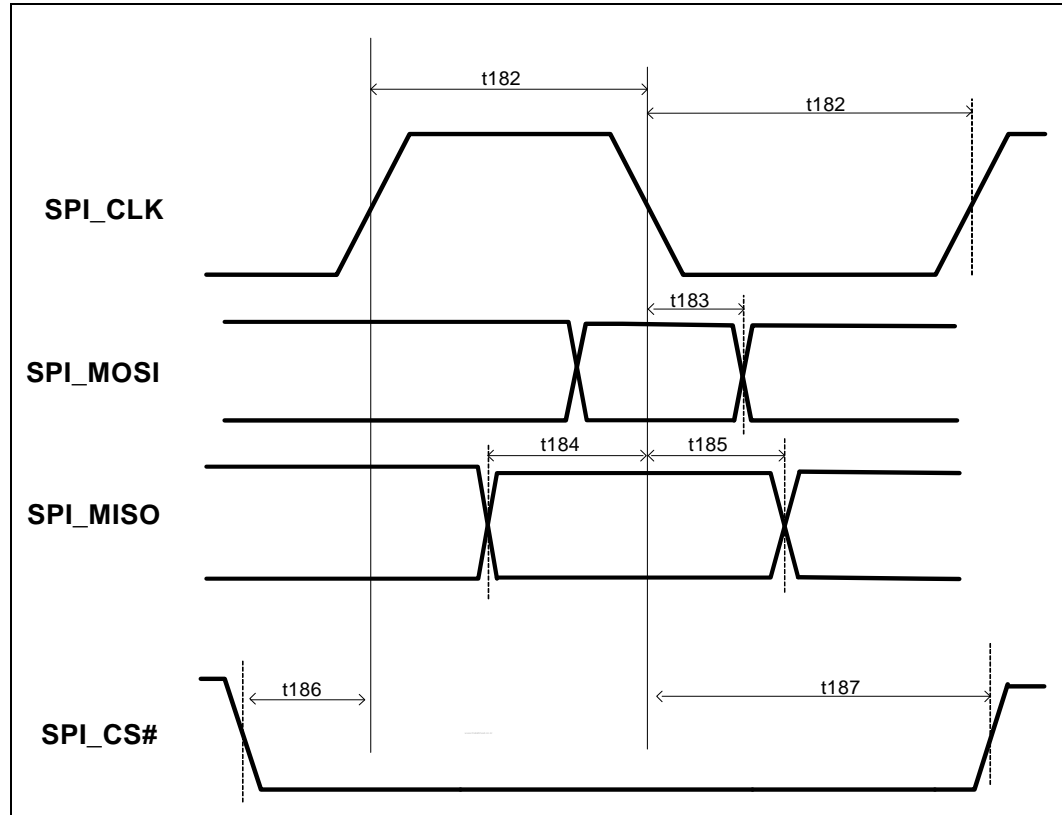 t182
t182
SPI_CLK
t183
SPI_MOSI
t184
t185
SPI_MISO
t186
t187
SPI_CS#